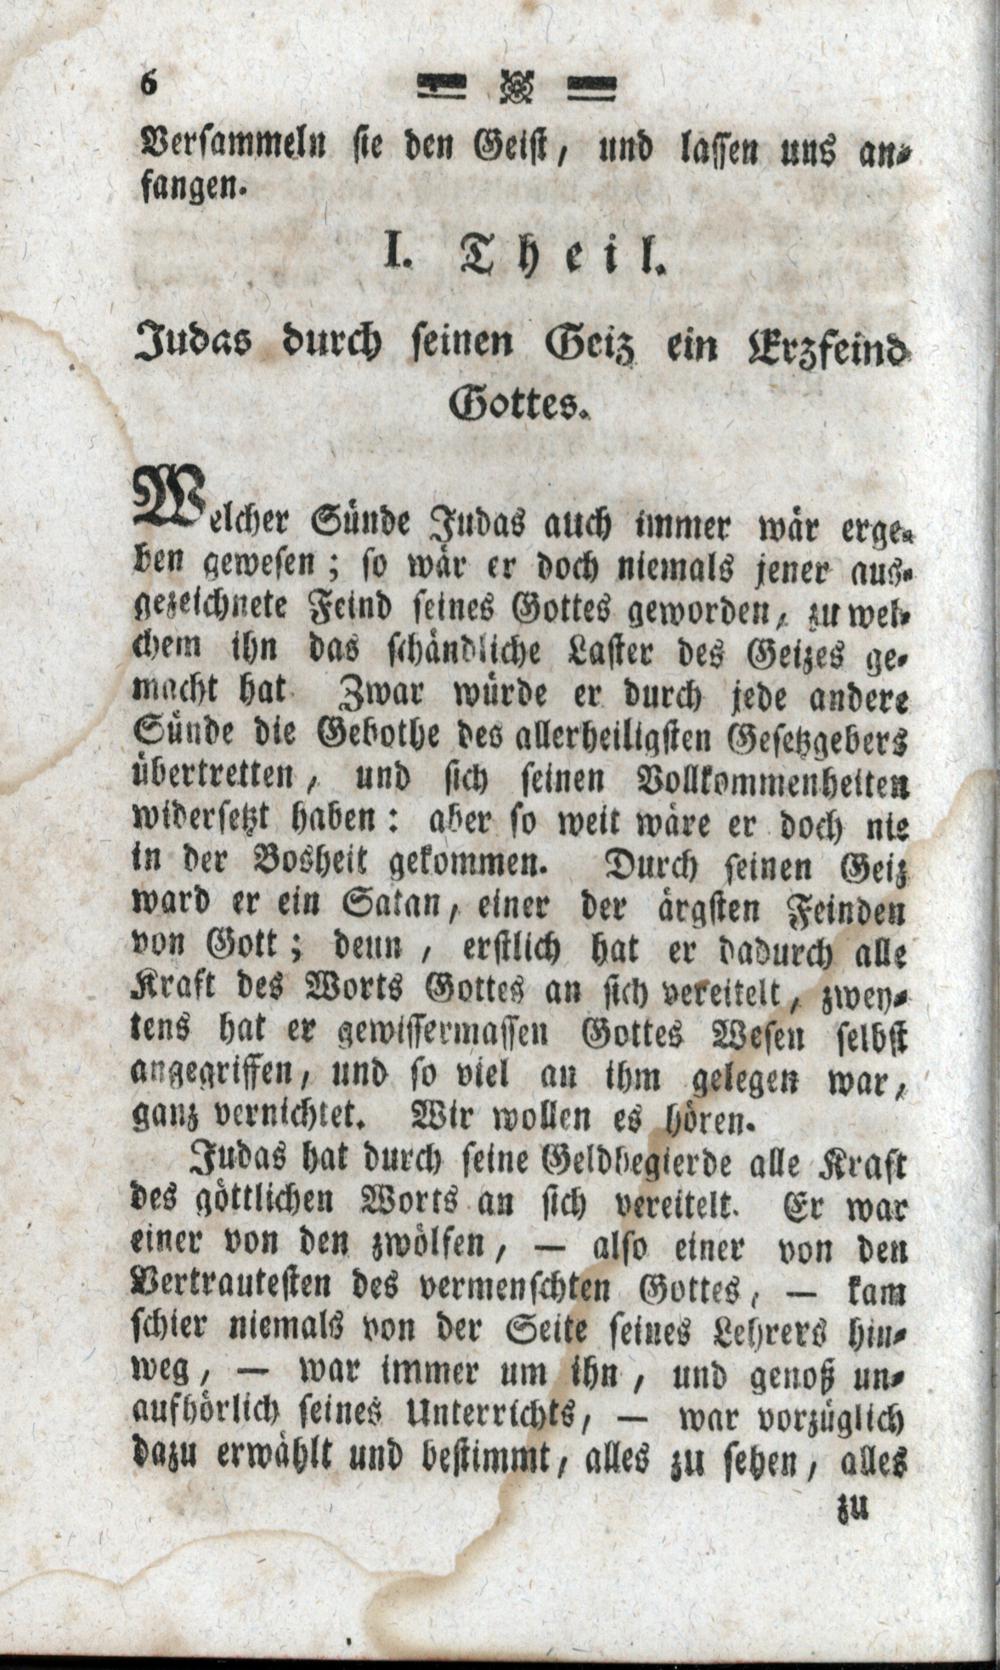 6
Versammeln sie den Geist, und lassen uns an-
fangen.
I. Theil.
Judas durch seinen Geiz ein Erzfeind
Gottes.
Welcher Sünde Judas auch immer wär erge-
ben gewesen; so wär er doch niemals jener aus-
gezeichnete Feind seines Gottes geworden, zu wel-
chem ihn das schändliche Laster des Geizes ge-
macht hat Zwar würde er durch jede andere
Sünde die Gebothe des allerheiligsten Gesetzgebers
übertretten, und sich seinen Vollkommenheiten
widersetzt haben: aber so weit wäre er doch nie
in der Bosheit gekommen. Durch seinen Geiz
ward er ein Satan, einer der ärgsten Feinden
von Gott; denn, erstlich hat er dadurch alle
Kraft des Worts Gottes an sich vereitelt, zwey-
tens hat er gewissermassen Gottes Wesen selbst
angegriffen, und so viel an ihm gelegen war,
ganz vernichtet. Wir wollen es hören.
Judas hat durch seine Geldbegierde alle Kraft
des göttlichen Worts an sich vereitelt. Er war
einer von den zwölfen, — also einer von den
Vertrautesten des vermenschten Gottes, — kam
schier niemals von der Seite seines Lehrers hin-
weg, — war immer um ihn, und genoß un-
aufhörlich seines Unterrichts, — war vorzüglich
dazu erwählt und bestimmt, alles zu sehen, alles
zu